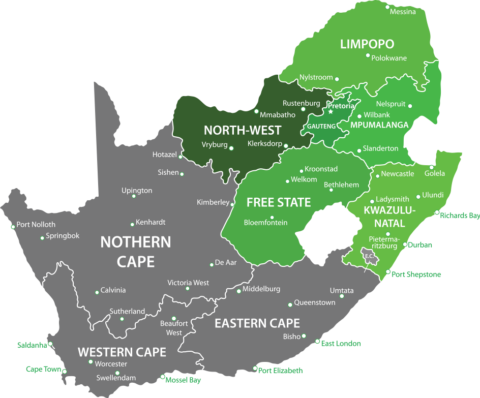 Messina
LIMPOPO
Polokwane
Nylstroom
Rustenburg
Pretoria
Nelspruit
Mmabatho
Wilbank
GAUTENG
MPUMALANGA
NORTH-WEST
Vryburg
Klerksdorp
Slanderton
Hotazel
Sishen
Kroonstad
Welkom
Newcastle
Golela
Bethlehem
Upington
Kimberley
FREE STATE
Ladysmith
Ulundi
KWAZULU-
NATAL
Bloemfontein
Richards Bay
Port Nolloth
Springbok
Kenhardt
Pieterma-
ritzburg
Durban
NOTHERN
CAPE
E.C.
De Aar
Port Shepstone
Calvinia
Victoria West
Middelburg
Umtata
Queenstown
Sutherland
Beaufort
West
EASTERN CAPE
Bisho
Saldanha
WESTERN CAPE
East London
Worcester
Cape Town
Swellendam
Mossel Bay
Port Elizabeth